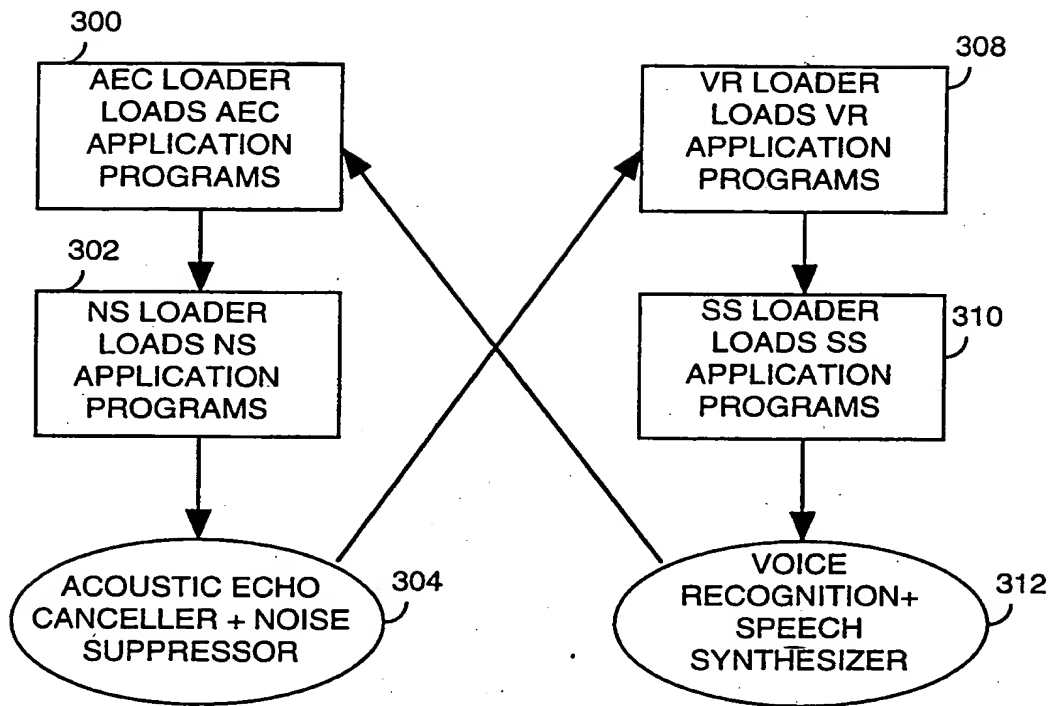 300
AEC LOADER
LOADS AEC
APPLICATION
PROGRAMS
302
NS LOADER
LOADS NS
APPLICATION
PROGRAMS
ACOUSTIC ECHO
CANCELLER + NOISE
SUPPRESSOR
304
308
VR LOADER
LOADS VR
APPLICATION
PROGRAMS
SS LOADER
LOADS SS
APPLICATION
PROGRAMS
310
VOICE
RECOGNITION+
SPEECH
SYNTHESIZER
312